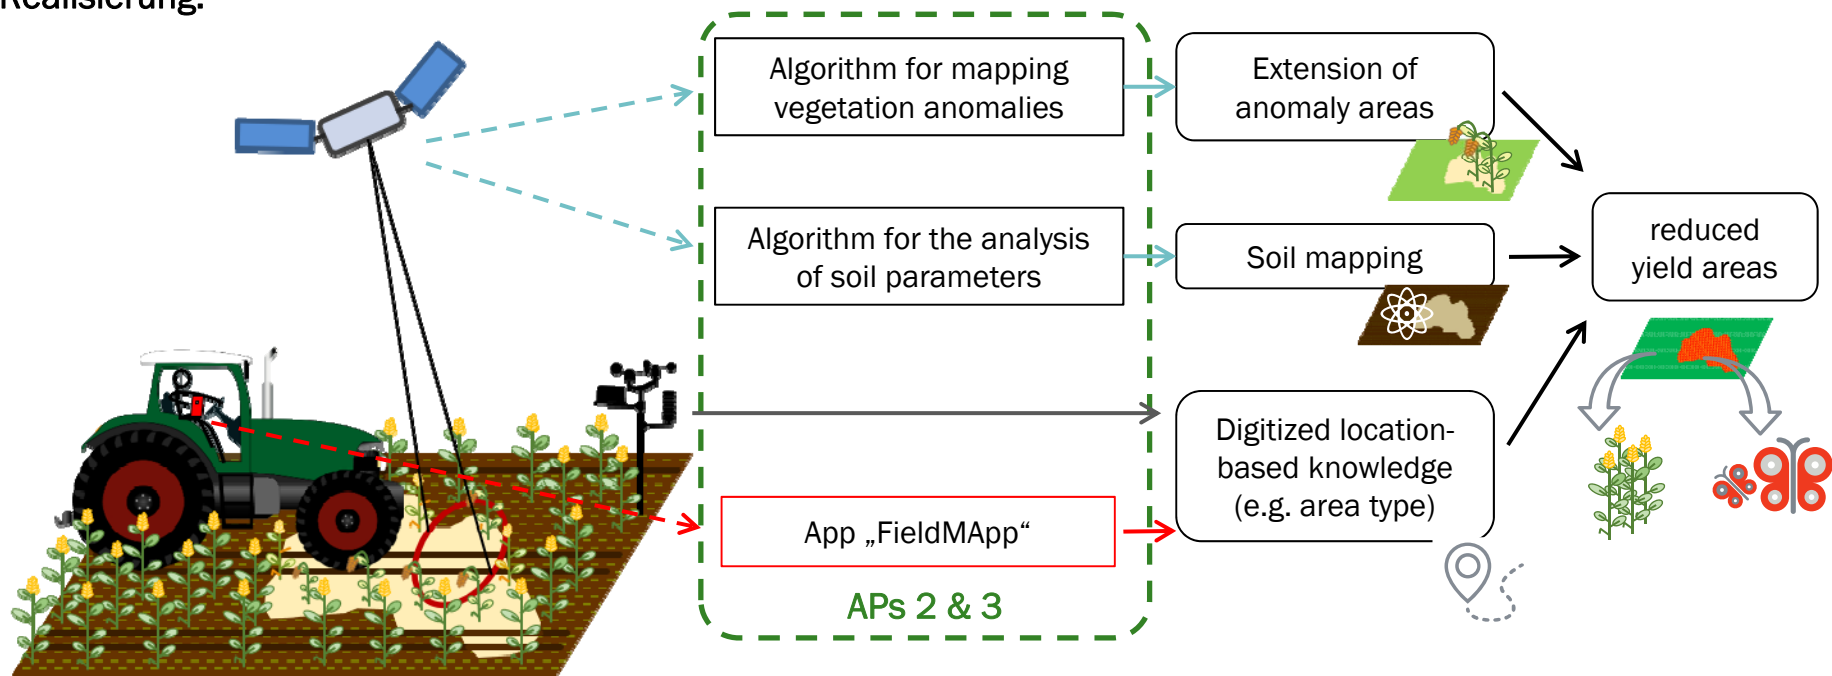 Realisierung:
Algorithm for mapping
vegetation anomalies
Extension of
anomaly areas
Algorithm for the analysis
of soil parameters
Soil mapping
reduced
yield areas
Digitized location-
based knowledge
(e.g. area type)
App „FieldMApp“
APs 2 & 3